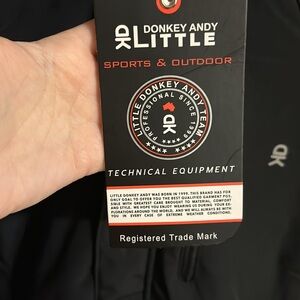 DONKEY ANDY
LITTLE
SPORTS & OUTDOOR
LITTLE DONKEY ANDY TEAM
PROFESSIONAL SINCE 1999
TECHNICAL EQUIPMENT
LITTLE DONKEY ANDY WAS BORN IN 1999. THIS BRAND HAS FOR
ONLY GOAL TO OFFER YOU THE BEST QUALIFIED GARMENT POS-
SIBLE WITH GREATEST CARE BROUGHT TO MATERIAL, COMFORT
AND STYLE. WE HOPE YOU ENJOY WEARING US DURING YOUR EX-
PLORATIONS AROUND THE WORLD, AND WE WILL ALWAYS BE WITH
YOU IN EVERY CASE OF EXTREME WEATHER CONDITIONS.
Registered Trade Mark